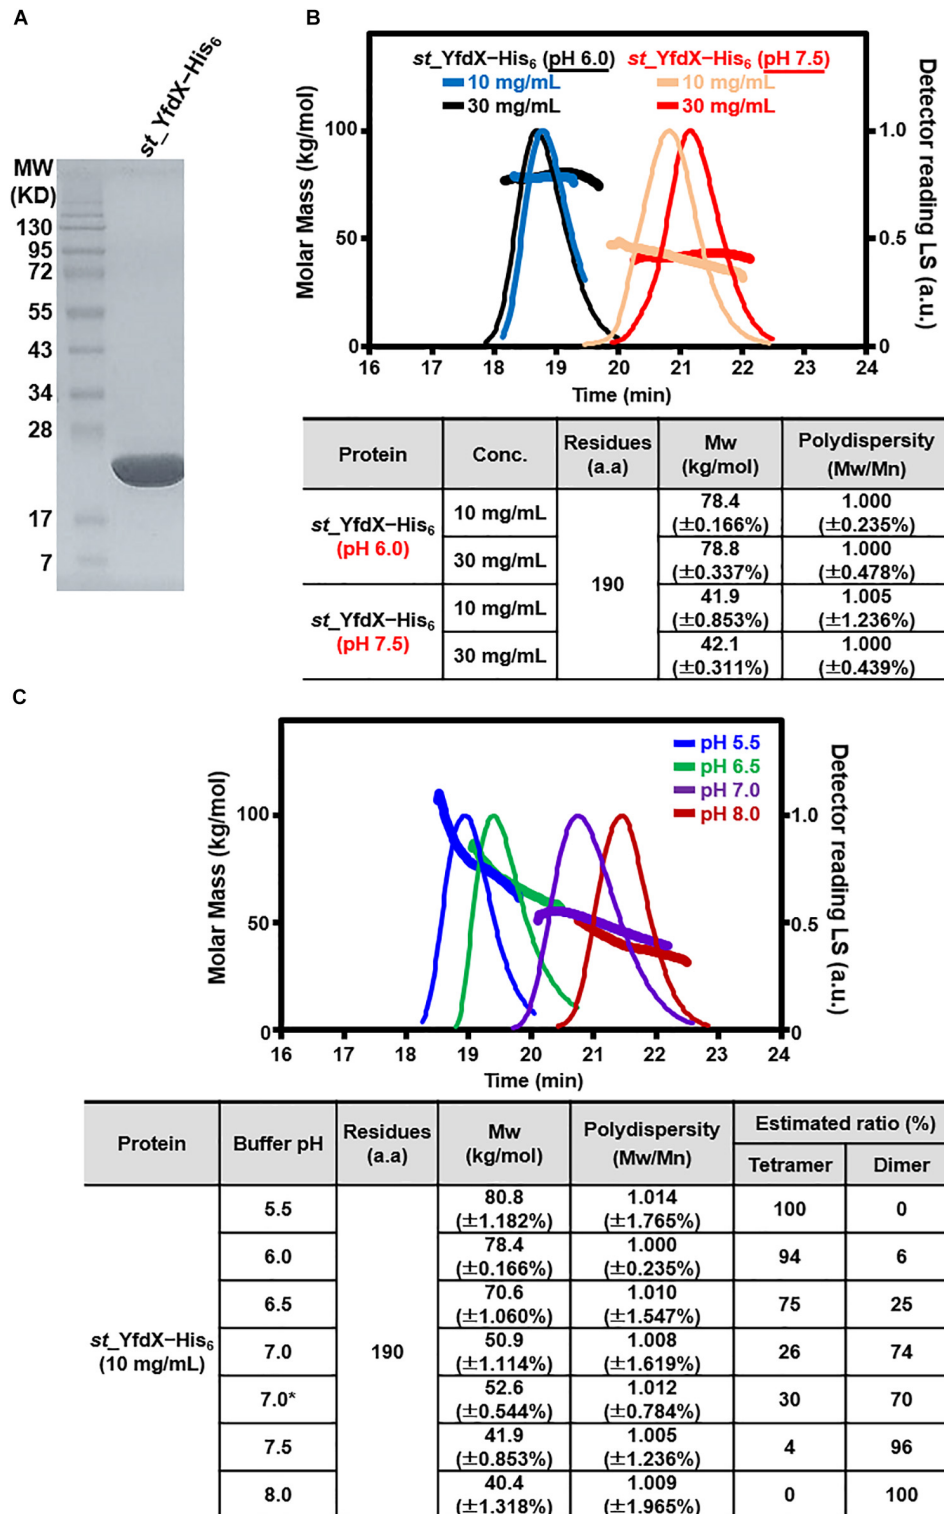 A
st_YfdX-His6
MW
(KD)
130
95
72
55
43
34
28
17
7
B
st_YfdX-His6 (pH 6.0)
10 mg/mL
30 mg/mL
st_YfdX-His6 (pH 7.5)
10 mg/mL
30 mg/mL
Molar Mass (kg/mol)
100
50
0
Detector reading LS (a.u.)
1.0
0.5
0
16 17 18 19 20 21 22 23 24
Time (min)
Protein Conc. Residues (a.a) Mw (kg/mol) Polydispersity (Mw/Mn)
st_YfdX-His6 (pH 6.0) 10 mg/mL 190 78.4 (±0.166%) 1.000 (±0.235%)
30 mg/mL 78.8 (±0.337%) 1.000 (±0.478%)
st_YfdX-His6 (pH 7.5) 10 mg/mL 41.9 (±0.853%) 1.005 (±1.236%)
30 mg/mL 42.1 (±0.311%) 1.000 (±0.439%)
C
pH 5.5
pH 6.5
pH 7.0
pH 8.0
Molar Mass (kg/mol)
100
50
0
Detector reading LS (a.u.)
1.0
0.5
0
16 17 18 19 20 21 22 23 24
Time (min)
Protein Buffer pH Residues (a.a) Mw (kg/mol) Polydispersity (Mw/Mn) Estimated ratio (%)
Tetramer Dimer
st_YfdX-His6 (10 mg/mL) 190
5.5 80.8 (±1.182%) 1.014 (±1.765%) 100 0
6.0 78.4 (±0.166%) 1.000 (±0.235%) 94 6
6.5 70.6 (±1.060%) 1.010 (±1.547%) 75 25
7.0 50.9 (±1.114%) 1.008 (±1.619%) 26 74
7.0* 52.6 (±0.544%) 1.012 (±0.784%) 30 70
7.5 41.9 (±0.853%) 1.005 (±1.236%) 4 96
8.0 40.4 (±1.318%) 1.009 (±1.965%) 0 100